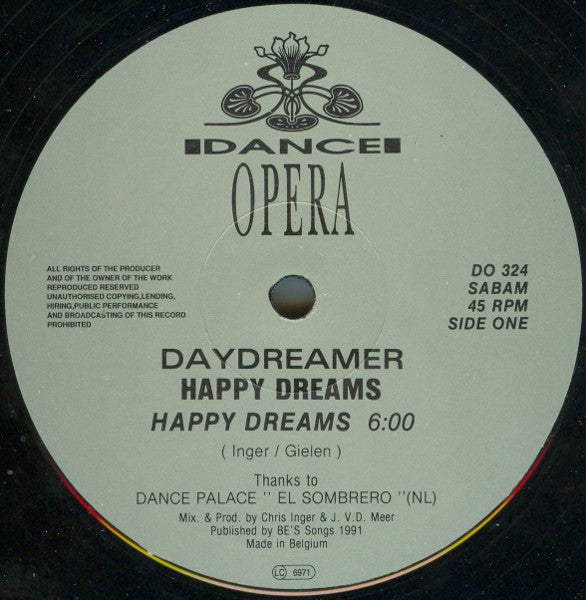 DANCE
OPERA
ALL RIGHTS OF THE PRODUCER
AND OF THE OWNER OF THE WORK
REPRODUCED RESERVED
UNAUTHORISED COPYING,LENDING,
HIRING,PUBLIC PERFORMANCE
AND BROADCASTING OF THIS RECORD
PROHIBITED
DO 324
SABAM
45 RPM
SIDE ONE
DAYDREAMER
HAPPY DREAMS
HAPPY DREAMS 6:00
( Inger / Gielen )
Thanks to
DANCE PALACE " EL SOMBRERO "(NL)
Mix. & Prod. by Chris Inger & J. V.D. Meer
Published by BE'S Songs 1991
Made in Belgium
LC 6971